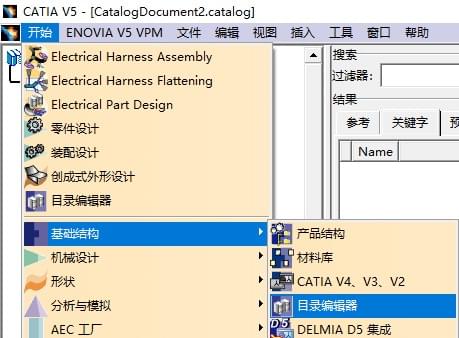 CATIA V5 - [CatalogDocument2.catalog]
开始 ENOVIA V5 VPM 文件 编辑 视图 插入 工具 窗口 帮助
Electrical Harness Assembly
Electrical Harness Flattening
Electrical Part Design
零件设计
装配设计
创成式外形设计
目录编辑器
基础结构
机械设计
形状
分析与模拟
AEC 工厂
搜索
过滤器:
结果
参考 关键字
Name
产品结构
材料库
CATIA V4、V3、V2
目录编辑器
DELMIA D5 集成